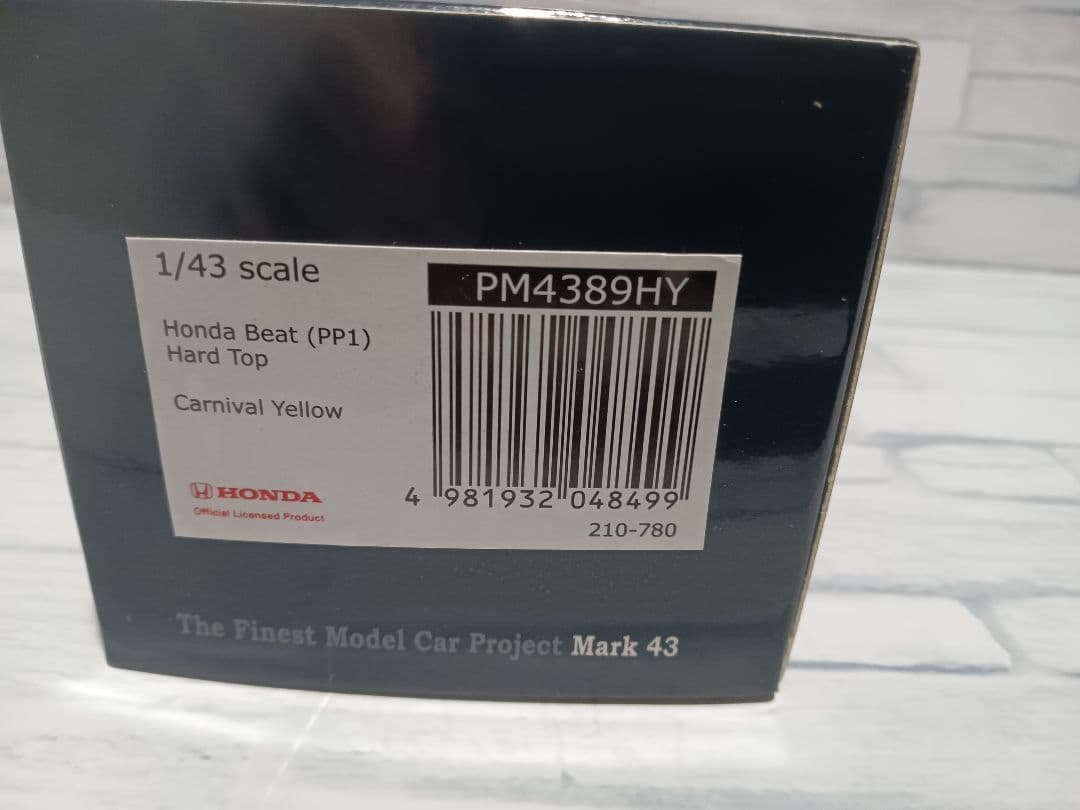 1/43 scale
PM4389HY
Honda Beat (PP1)
Hard Top
Carnival Yellow
HONDA
Official Licensed Product
4 981932 048499
210-780
The Finest Model Car Project Mark 43